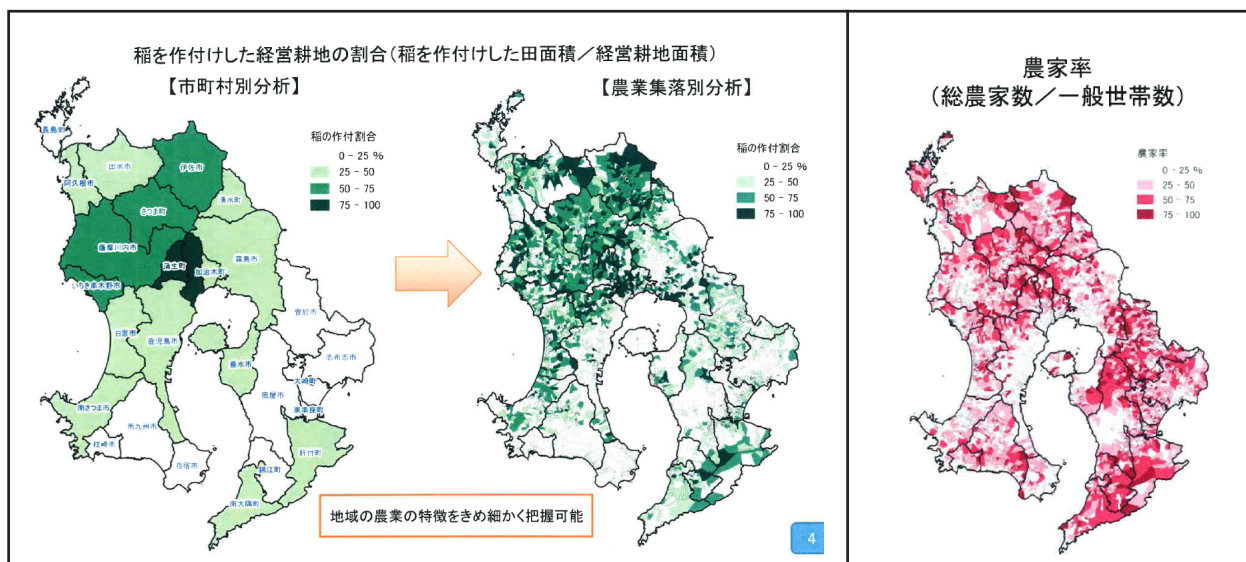 稲を作付けした経営耕地の割合(稲を作付けした田面積/経営耕地面積)
【市町村別分析】
長島町
出水市
伊佐市
阿久根市
湧水町
さつま町
薩摩川内市
蒲生町
加治木町
霧島市
いちき串木野市
曽於市
日置市
鹿児島市
志布志市
垂水市
大崎町
鹿屋市
東串良町
南さつま市
南九州市
枕崎市
指宿市
錦江町
肝付町
南大隅町
稲の作付割合
0 - 25 %
25 - 50
50 - 75
75 - 100
【農業集落別分析】
稲の作付割合
0 - 25 %
25 - 50
50 - 75
75 - 100
地域の農業の特徴をきめ細かく把握可能
4
農家率
(総農家数/一般世帯数)
農家率
0 - 25 %
25 - 50
50 - 75
75 - 100